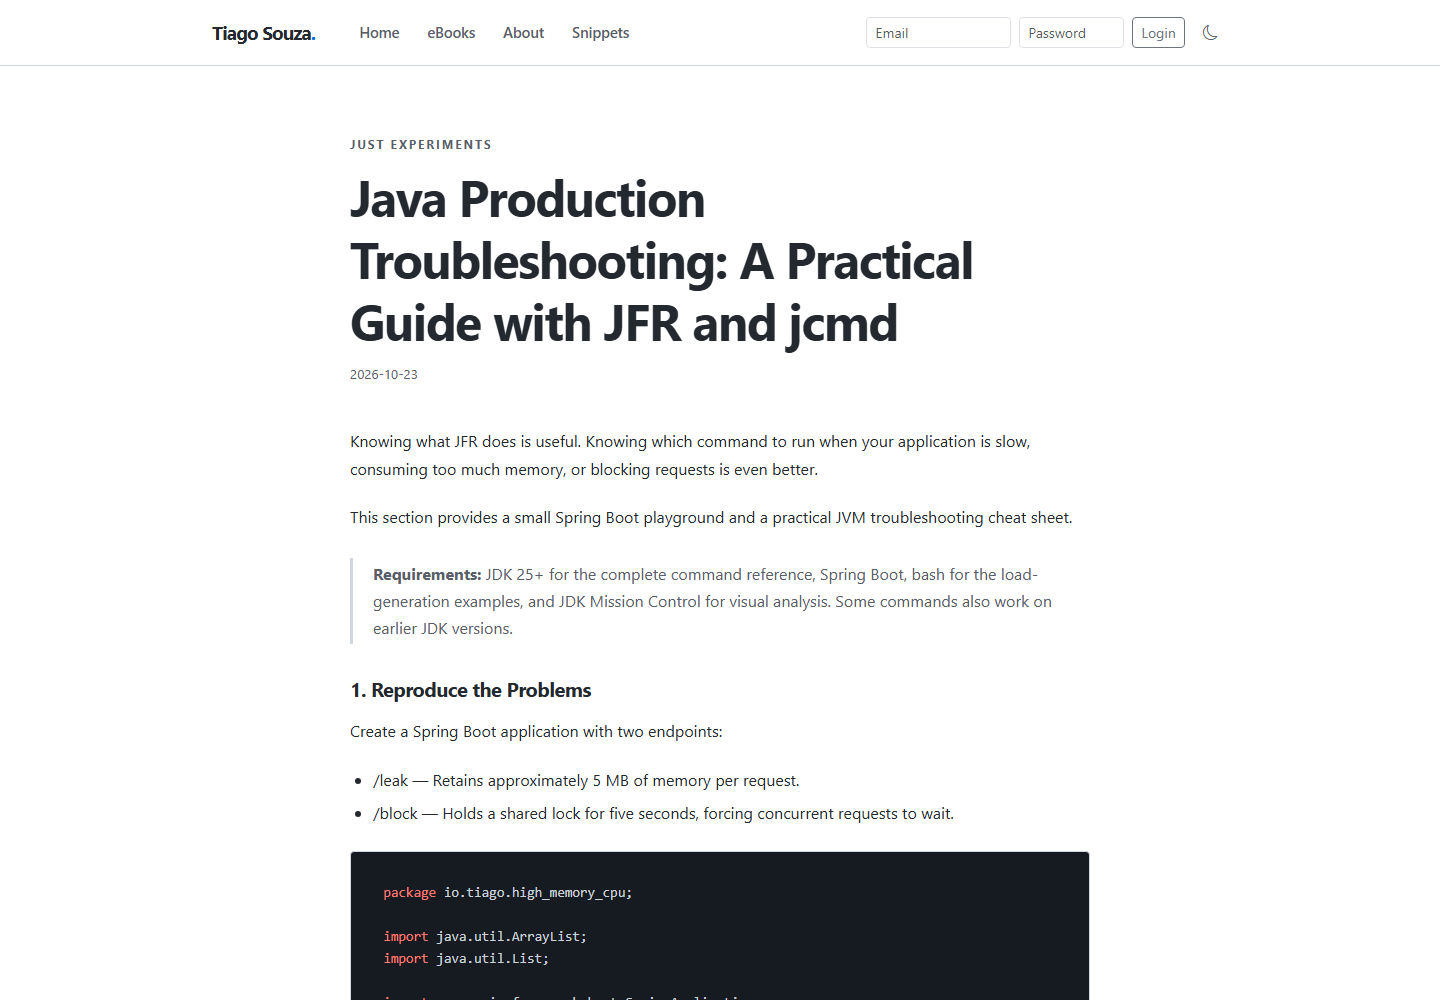 Tiago Souza.
Home
eBooks
About
Snippets
Email
Password
Login
JUST EXPERIMENTS
Java Production
Troubleshooting: A Practical
Guide with JFR and jcmd
2026-10-23
Knowing what JFR does is useful. Knowing which command to run when your application is slow,
consuming too much memory, or blocking requests is even better.
This section provides a small Spring Boot playground and a practical JVM troubleshooting cheat sheet.
Requirements: JDK 25+ for the complete command reference, Spring Boot, bash for the load-
generation examples, and JDK Mission Control for visual analysis. Some commands also work on
earlier JDK versions.
1. Reproduce the Problems
Create a Spring Boot application with two endpoints:
• /leak — Retains approximately 5 MB of memory per request.
• /block — Holds a shared lock for five seconds, forcing concurrent requests to wait.
package io.tiago.high_memory_cpu;
import java.util.ArrayList;
import java.util.List;